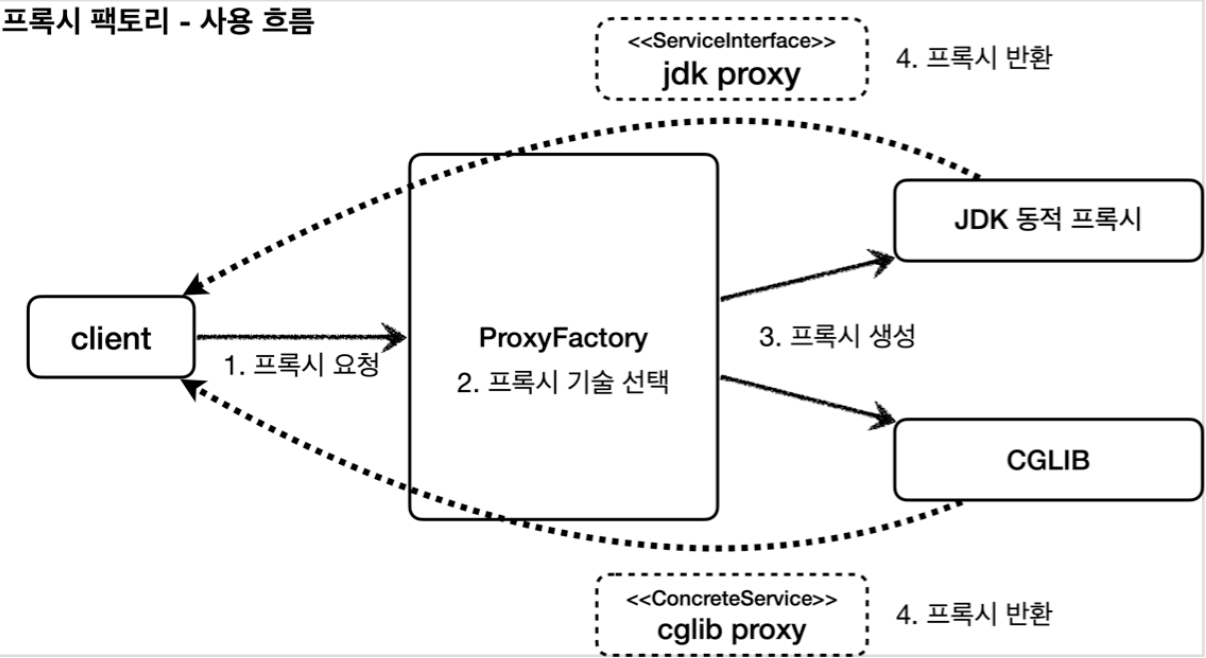 프록시 팩토리 - 사용 흐름
<<ServiceInterface>>
jdk proxy
4. 프록시 반환
JDK 동적 프록시
client
1. 프록시 요청
ProxyFactory
2. 프록시 기술 선택
3. 프록시 생성
CGLIB
<<ConcreteService>>
cglib proxy
4. 프록시 반환